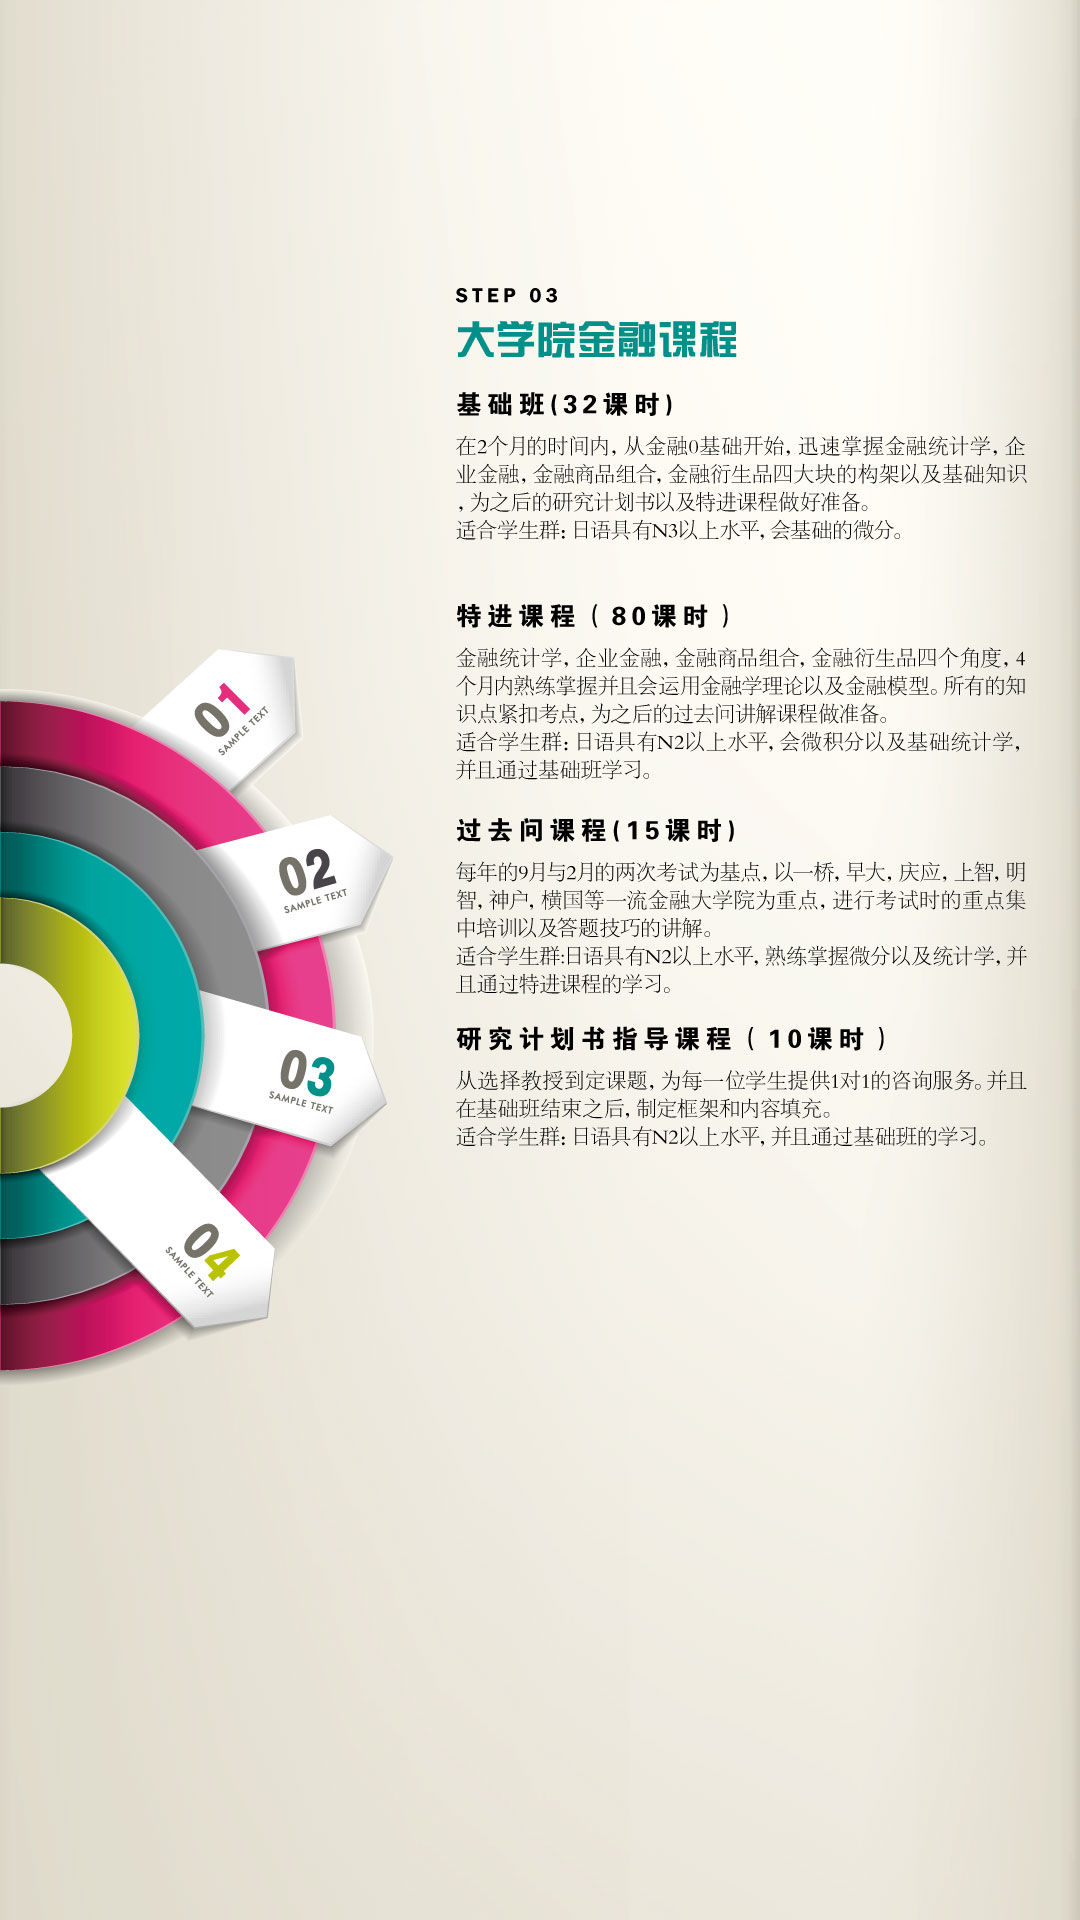 STEP 03
大学院金融课程
基础班(32课时)
在2个月的时间内, 从金融0基础开始, 迅速掌握金融统计学, 企
业金融, 金融商品组合, 金融衍生品四大块的构架以及基础知识
, 为之后的研究计划书以及特进课程做好准备。
适合学生群: 日语具有N3以上水平, 会基础的微分。
特进课程 ( 80课时 )
金融统计学, 企业金融, 金融商品组合, 金融衍生品四个角度, 4
个月内熟练掌握并且会运用金融学理论以及金融模型。所有的知
识点紧扣考点, 为之后的过去问讲解课程做准备。
适合学生群: 日语具有N2以上水平, 会微积分以及基础统计学,
并且通过基础班学习。
过去问课程(15课时)
每年的9月与2月的两次考试为基点, 以一桥, 早大, 庆应, 上智, 明
智, 神户, 横国等一流金融大学院为重点, 进行考试时的重点集
中培训以及答题技巧的讲解。
适合学生群:日语具有N2以上水平, 熟练掌握微分以及统计学, 并
且通过特进课程的学习。
研究计划书指导课程 ( 10课时 )
从选择教授到定课题, 为每一位学生提供1对1的咨询服务。并且
在基础班结束之后, 制定框架和内容填充。
适合学生群: 日语具有N2以上水平, 并且通过基础班的学习。
01
SAMPLE TEXT
02
SAMPLE TEXT
03
SAMPLE TEXT
04
SAMPLE TEXT